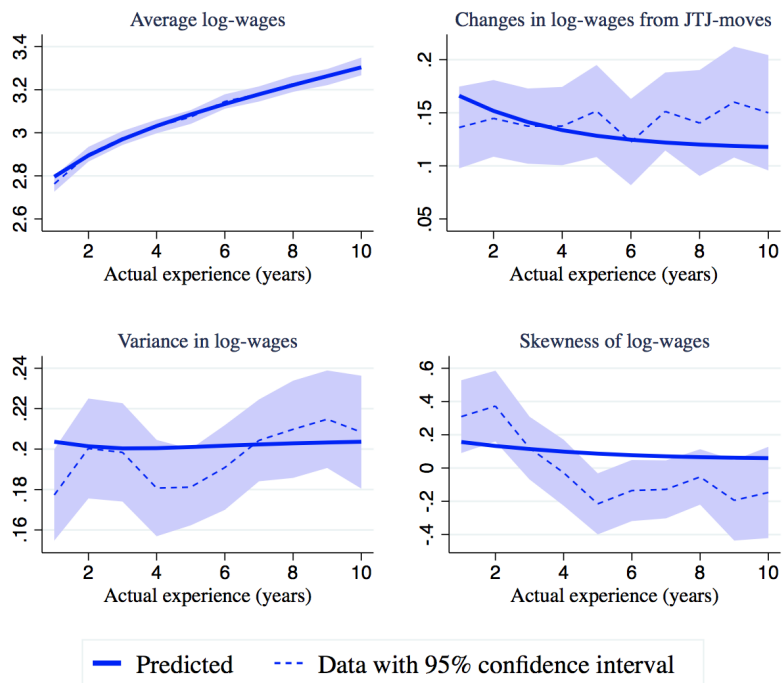 Average log-wages
3.4
3.2
3
2.8
2.6
2 4 6 8 10
Actual experience (years)
Changes in log-wages from JTJ-moves
.2
.15
.1
.05
2 4 6 8 10
Actual experience (years)
Variance in log-wages
.24
.22
.2
.18
.16
2 4 6 8 10
Actual experience (years)
Skewness of log-wages
.6
.4
.2
0
-.2
-.4
2 4 6 8 10
Actual experience (years)
Predicted Data with 95% confidence interval